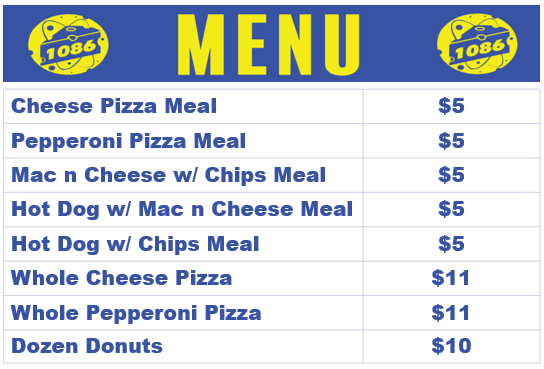 1086 MENU 1086
Cheese Pizza Meal $5
Pepperoni Pizza Meal $5
Mac n Cheese w/ Chips Meal $5
Hot Dog w/ Mac n Cheese Meal $5
Hot Dog w/ Chips Meal $5
Whole Cheese Pizza $11
Whole Pepperoni Pizza $11
Dozen Donuts $10